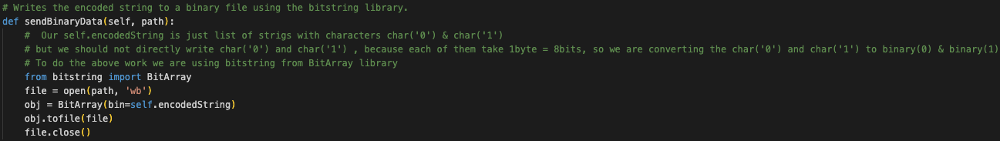 # Writes the encoded string to a binary file using the bitstring library.
def sendBinaryData(self, path):
#  Our self.encodedString is just list of strigs with characters char('0') & char('1')
# but we should not directly write char('0') and char('1') , because each of them take 1byte = 8bits, so we are converting the char('0') and char('1') to binary(0) & binary(1)
# To do the above work we are using bitstring from BitArray library
from bitstring import BitArray
file = open(path, 'wb')
obj = BitArray(bin=self.encodedString)
obj.tofile(file)
file.close()